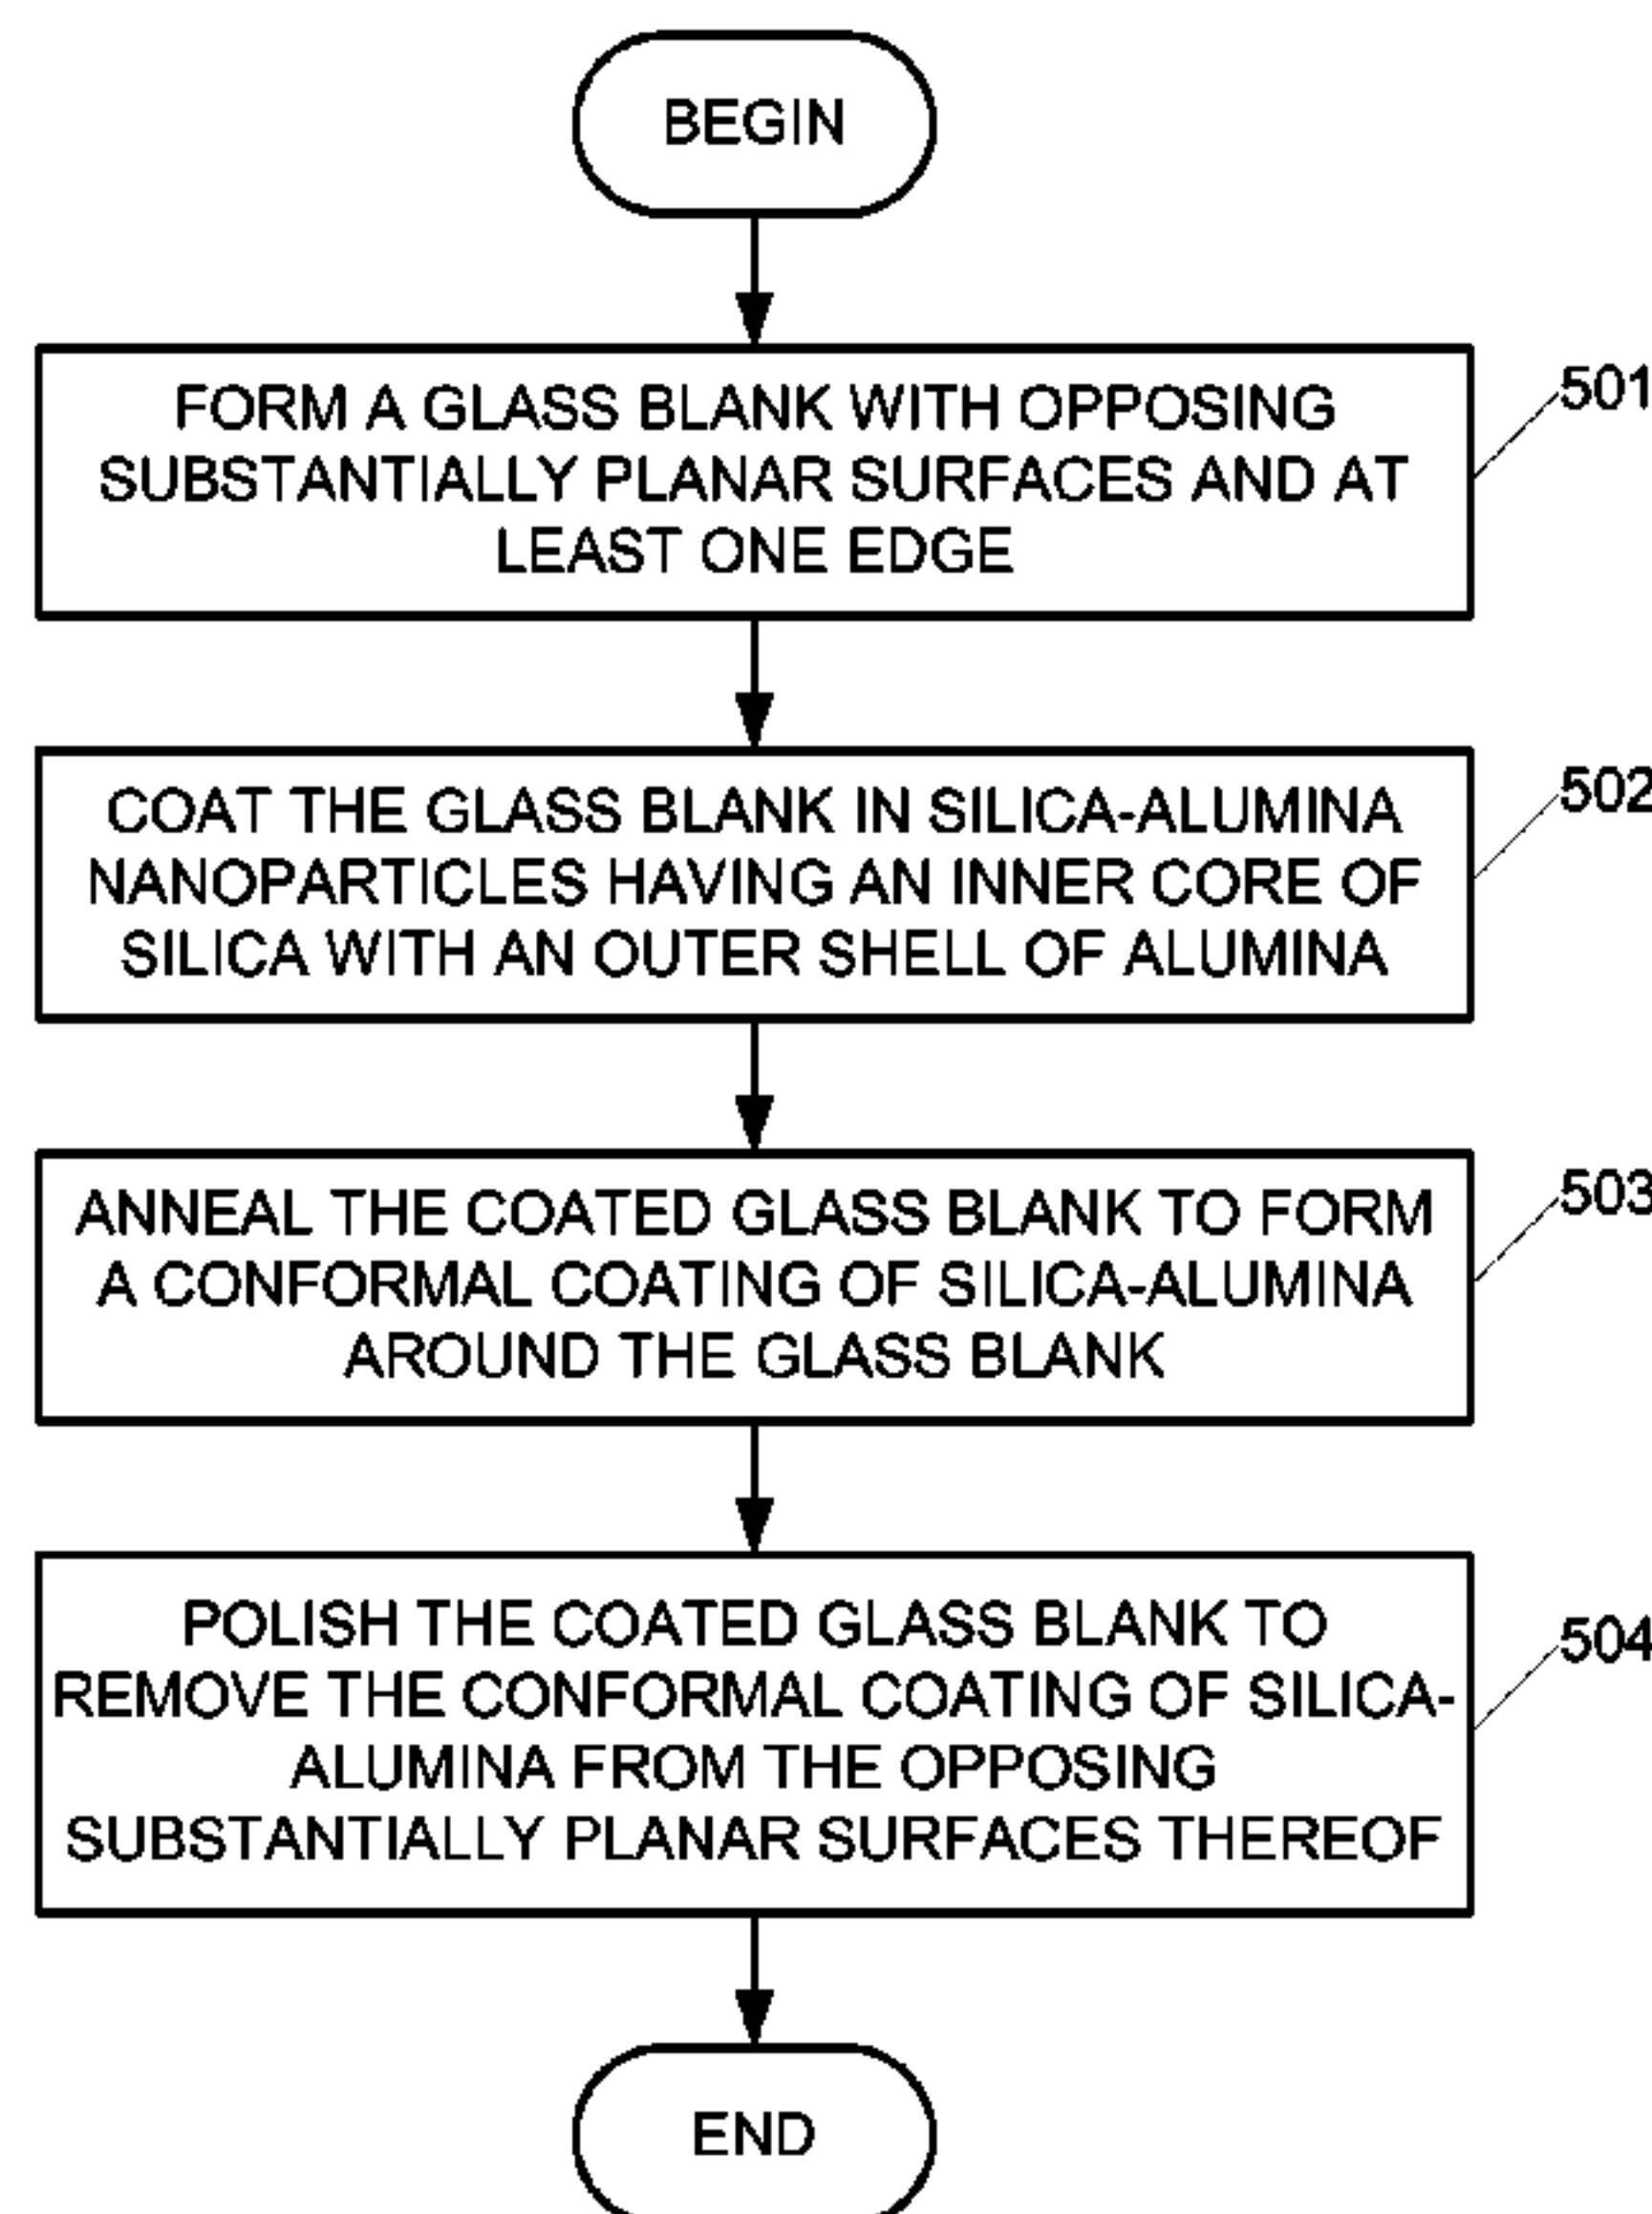 BEGIN
FORM A GLASS BLANK WITH OPPOSING
SUBSTANTIALLY PLANAR SURFACES AND AT
LEAST ONE EDGE
501
COAT THE GLASS BLANK IN SILICA-ALUMINA
NANOPARTICLES HAVING AN INNER CORE OF
SILICA WITH AN OUTER SHELL OF ALUMINA
502
ANNEAL THE COATED GLASS BLANK TO FORM
A CONFORMAL COATING OF SILICA-ALUMINA
AROUND THE GLASS BLANK
503
POLISH THE COATED GLASS BLANK TO
REMOVE THE CONFORMAL COATING OF SILICA-
ALUMINA FROM THE OPPOSING
SUBSTANTIALLY PLANAR SURFACES THEREOF
504
END